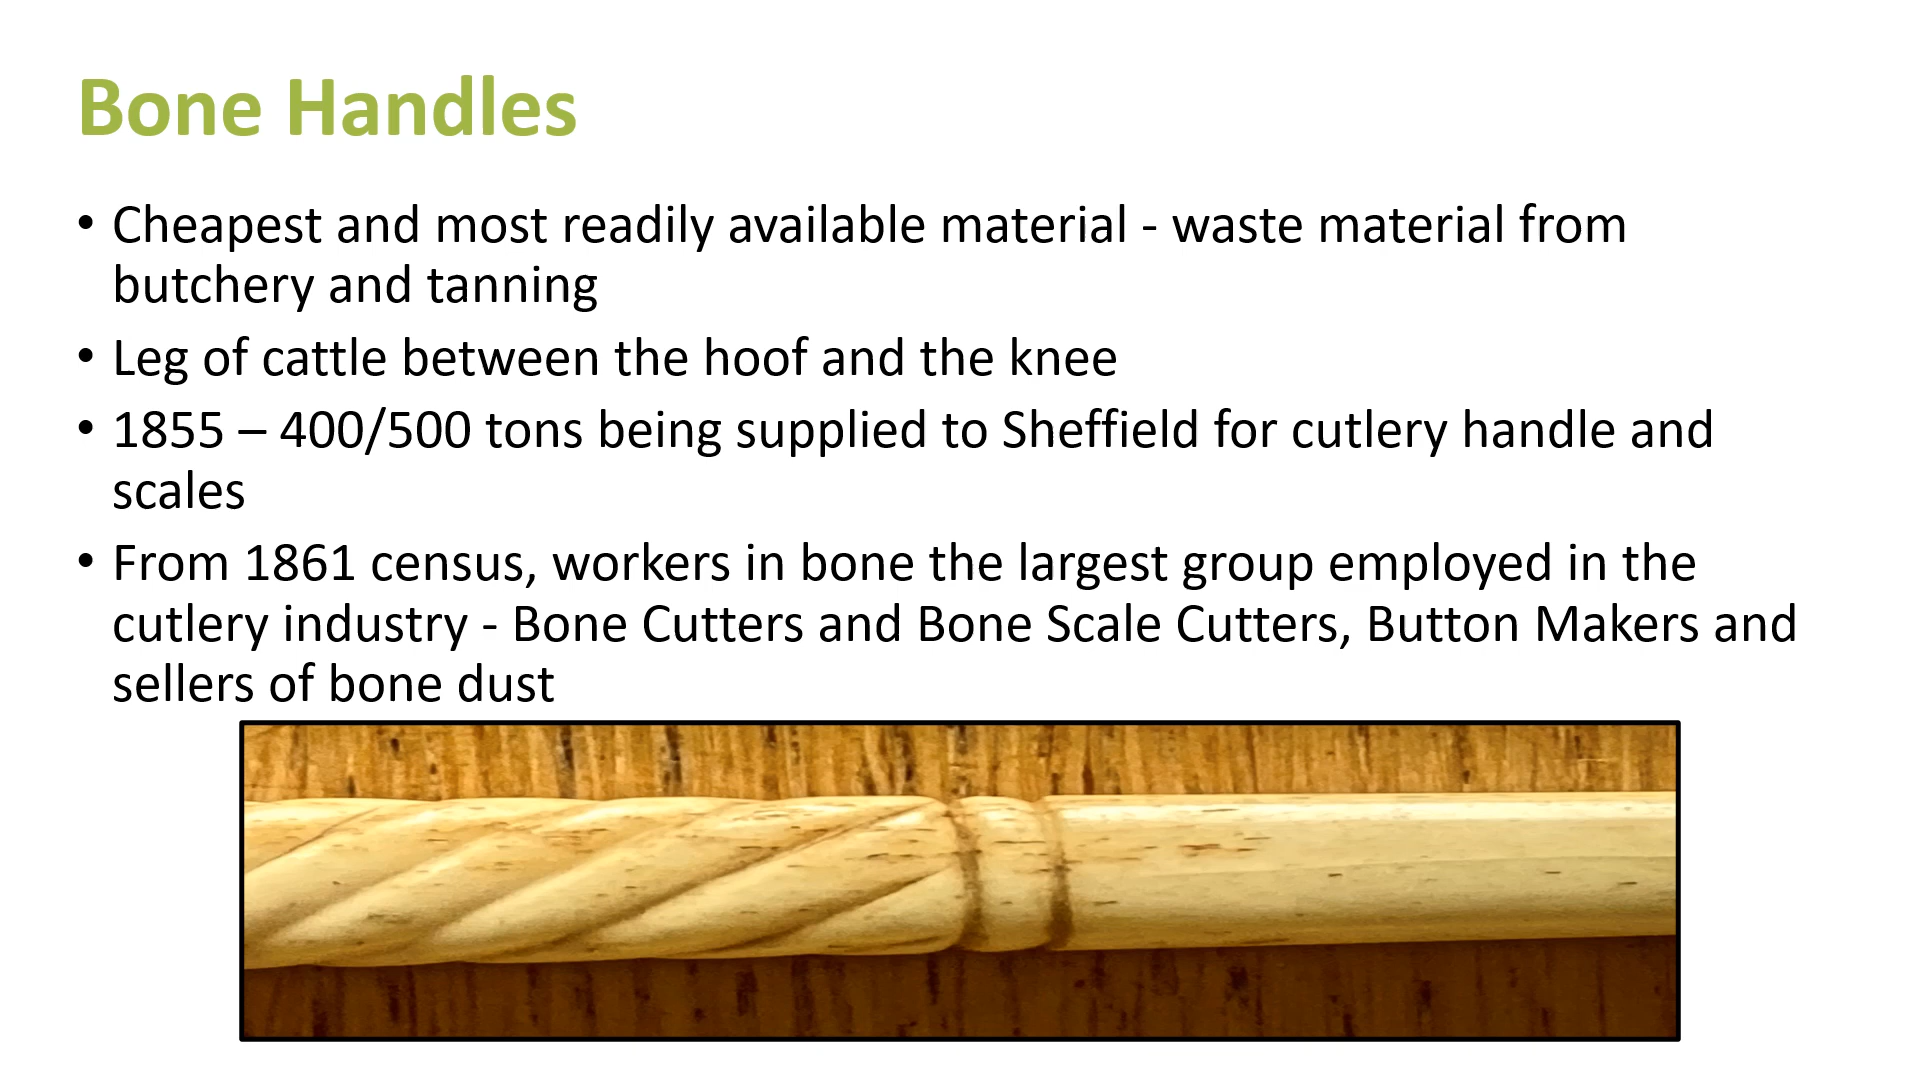 Bone Handles
• Cheapest and most readily available material - waste material from
butchery and tanning
• Leg of cattle between the hoof and the knee
• 1855 – 400/500 tons being supplied to Sheffield for cutlery handle and
scales
• From 1861 census, workers in bone the largest group employed in the
cutlery industry - Bone Cutters and Bone Scale Cutters, Button Makers and
sellers of bone dust